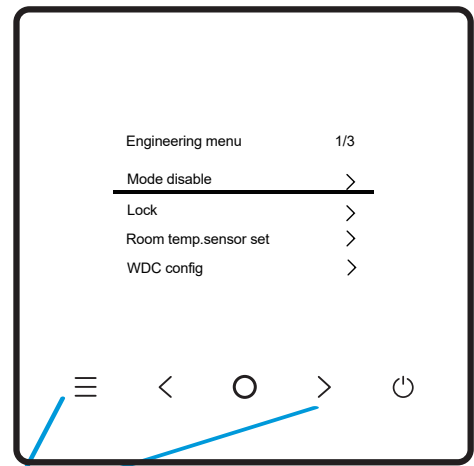 Engineering menu 1/3
Mode disable
Lock
Room temp.sensor set
WDC config